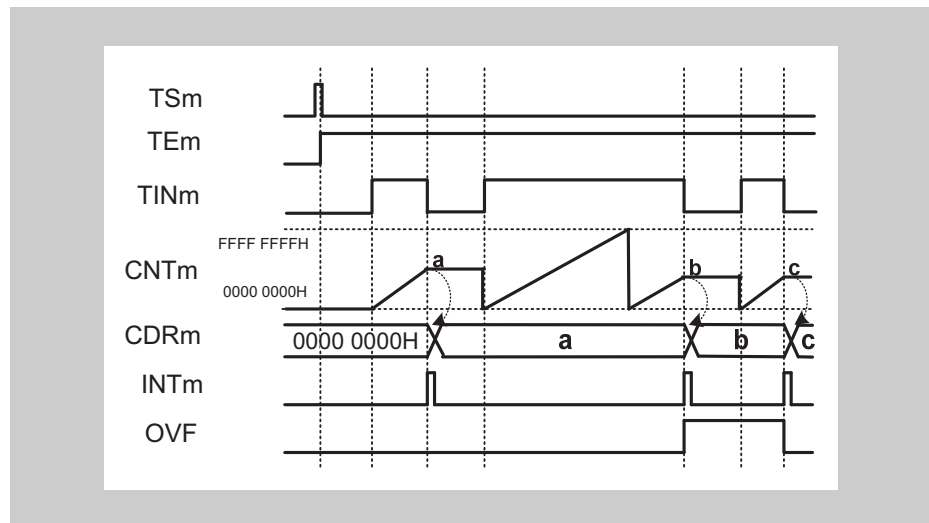 TSm
TEm
TINm
FFFF FFFFH
a
b
c
CNTm
0000 0000H
CDRm
0000 0000H a b c
INTm
OVF